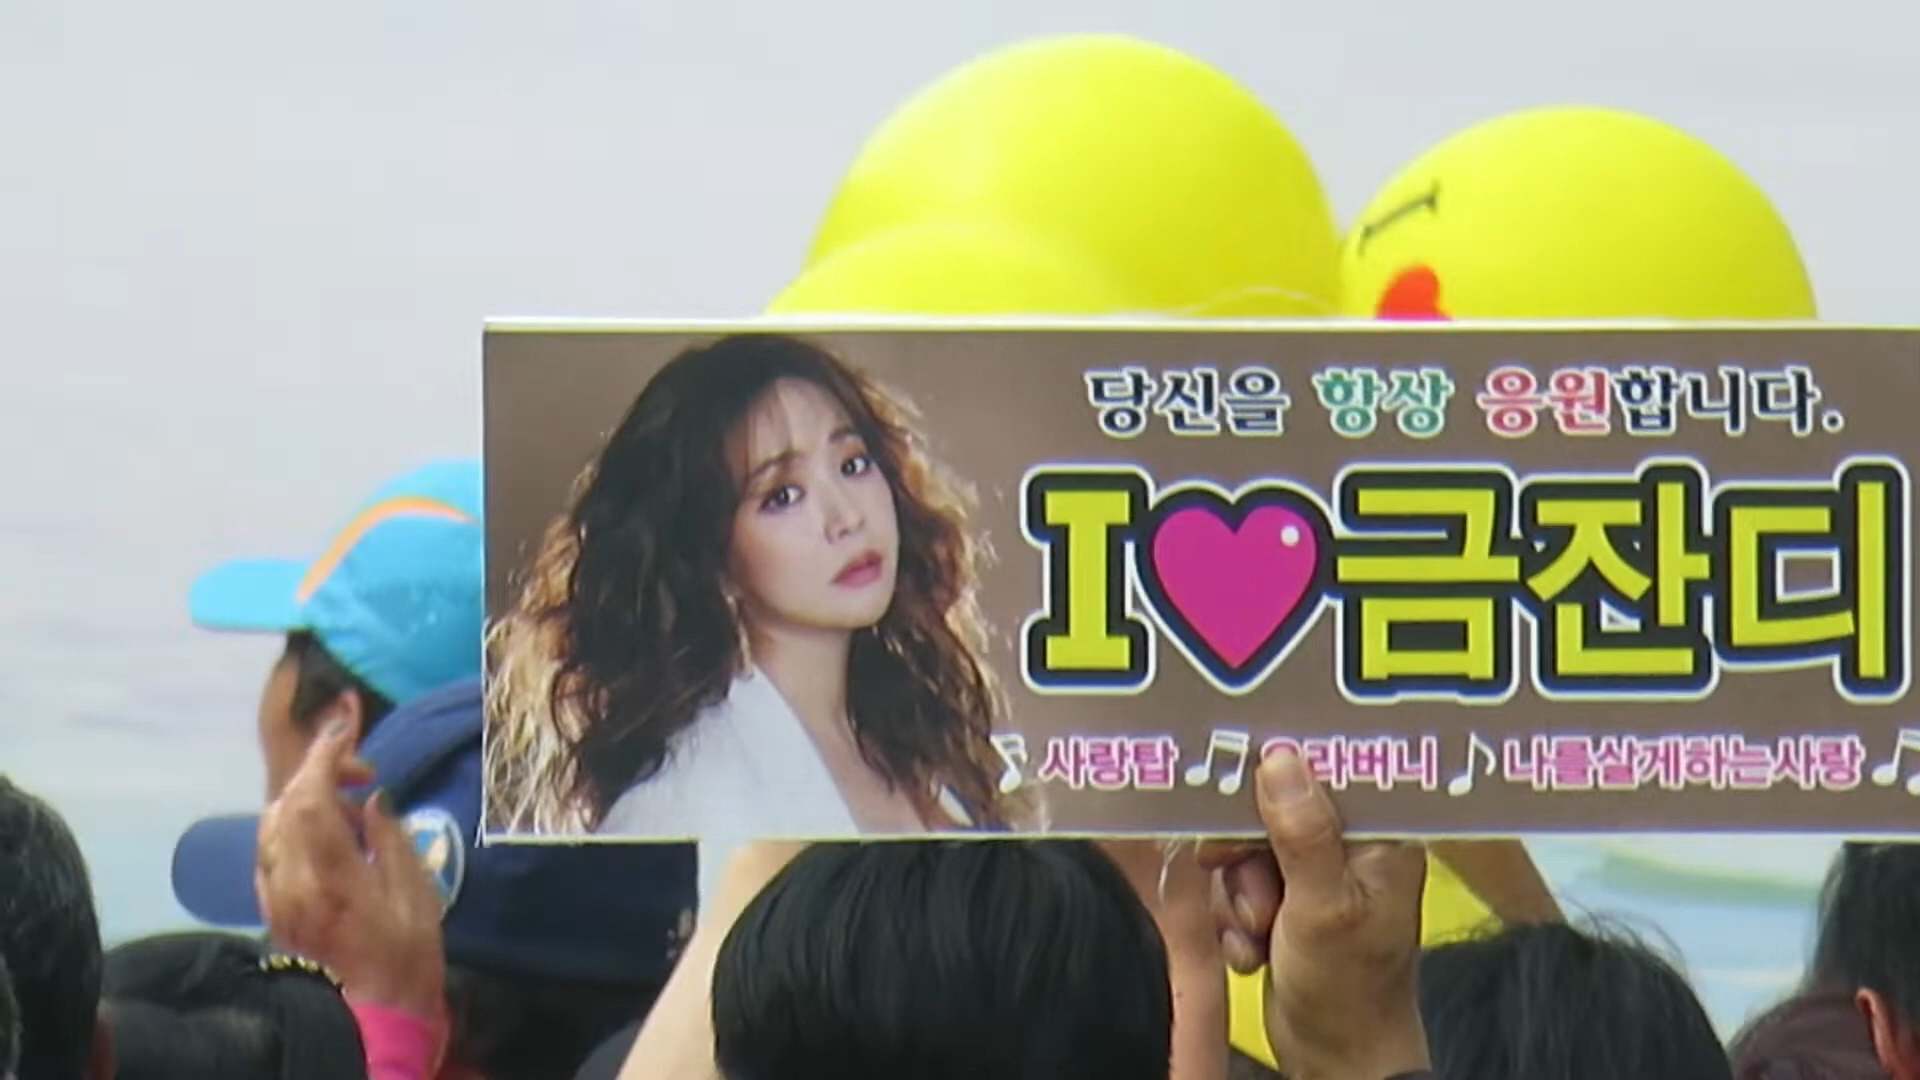 당신을 항상 응원합니다.
I♥금잔디
♪ 사랑탑 ♫ 오라버니 ♪ 나를살게하는사랑 ♫